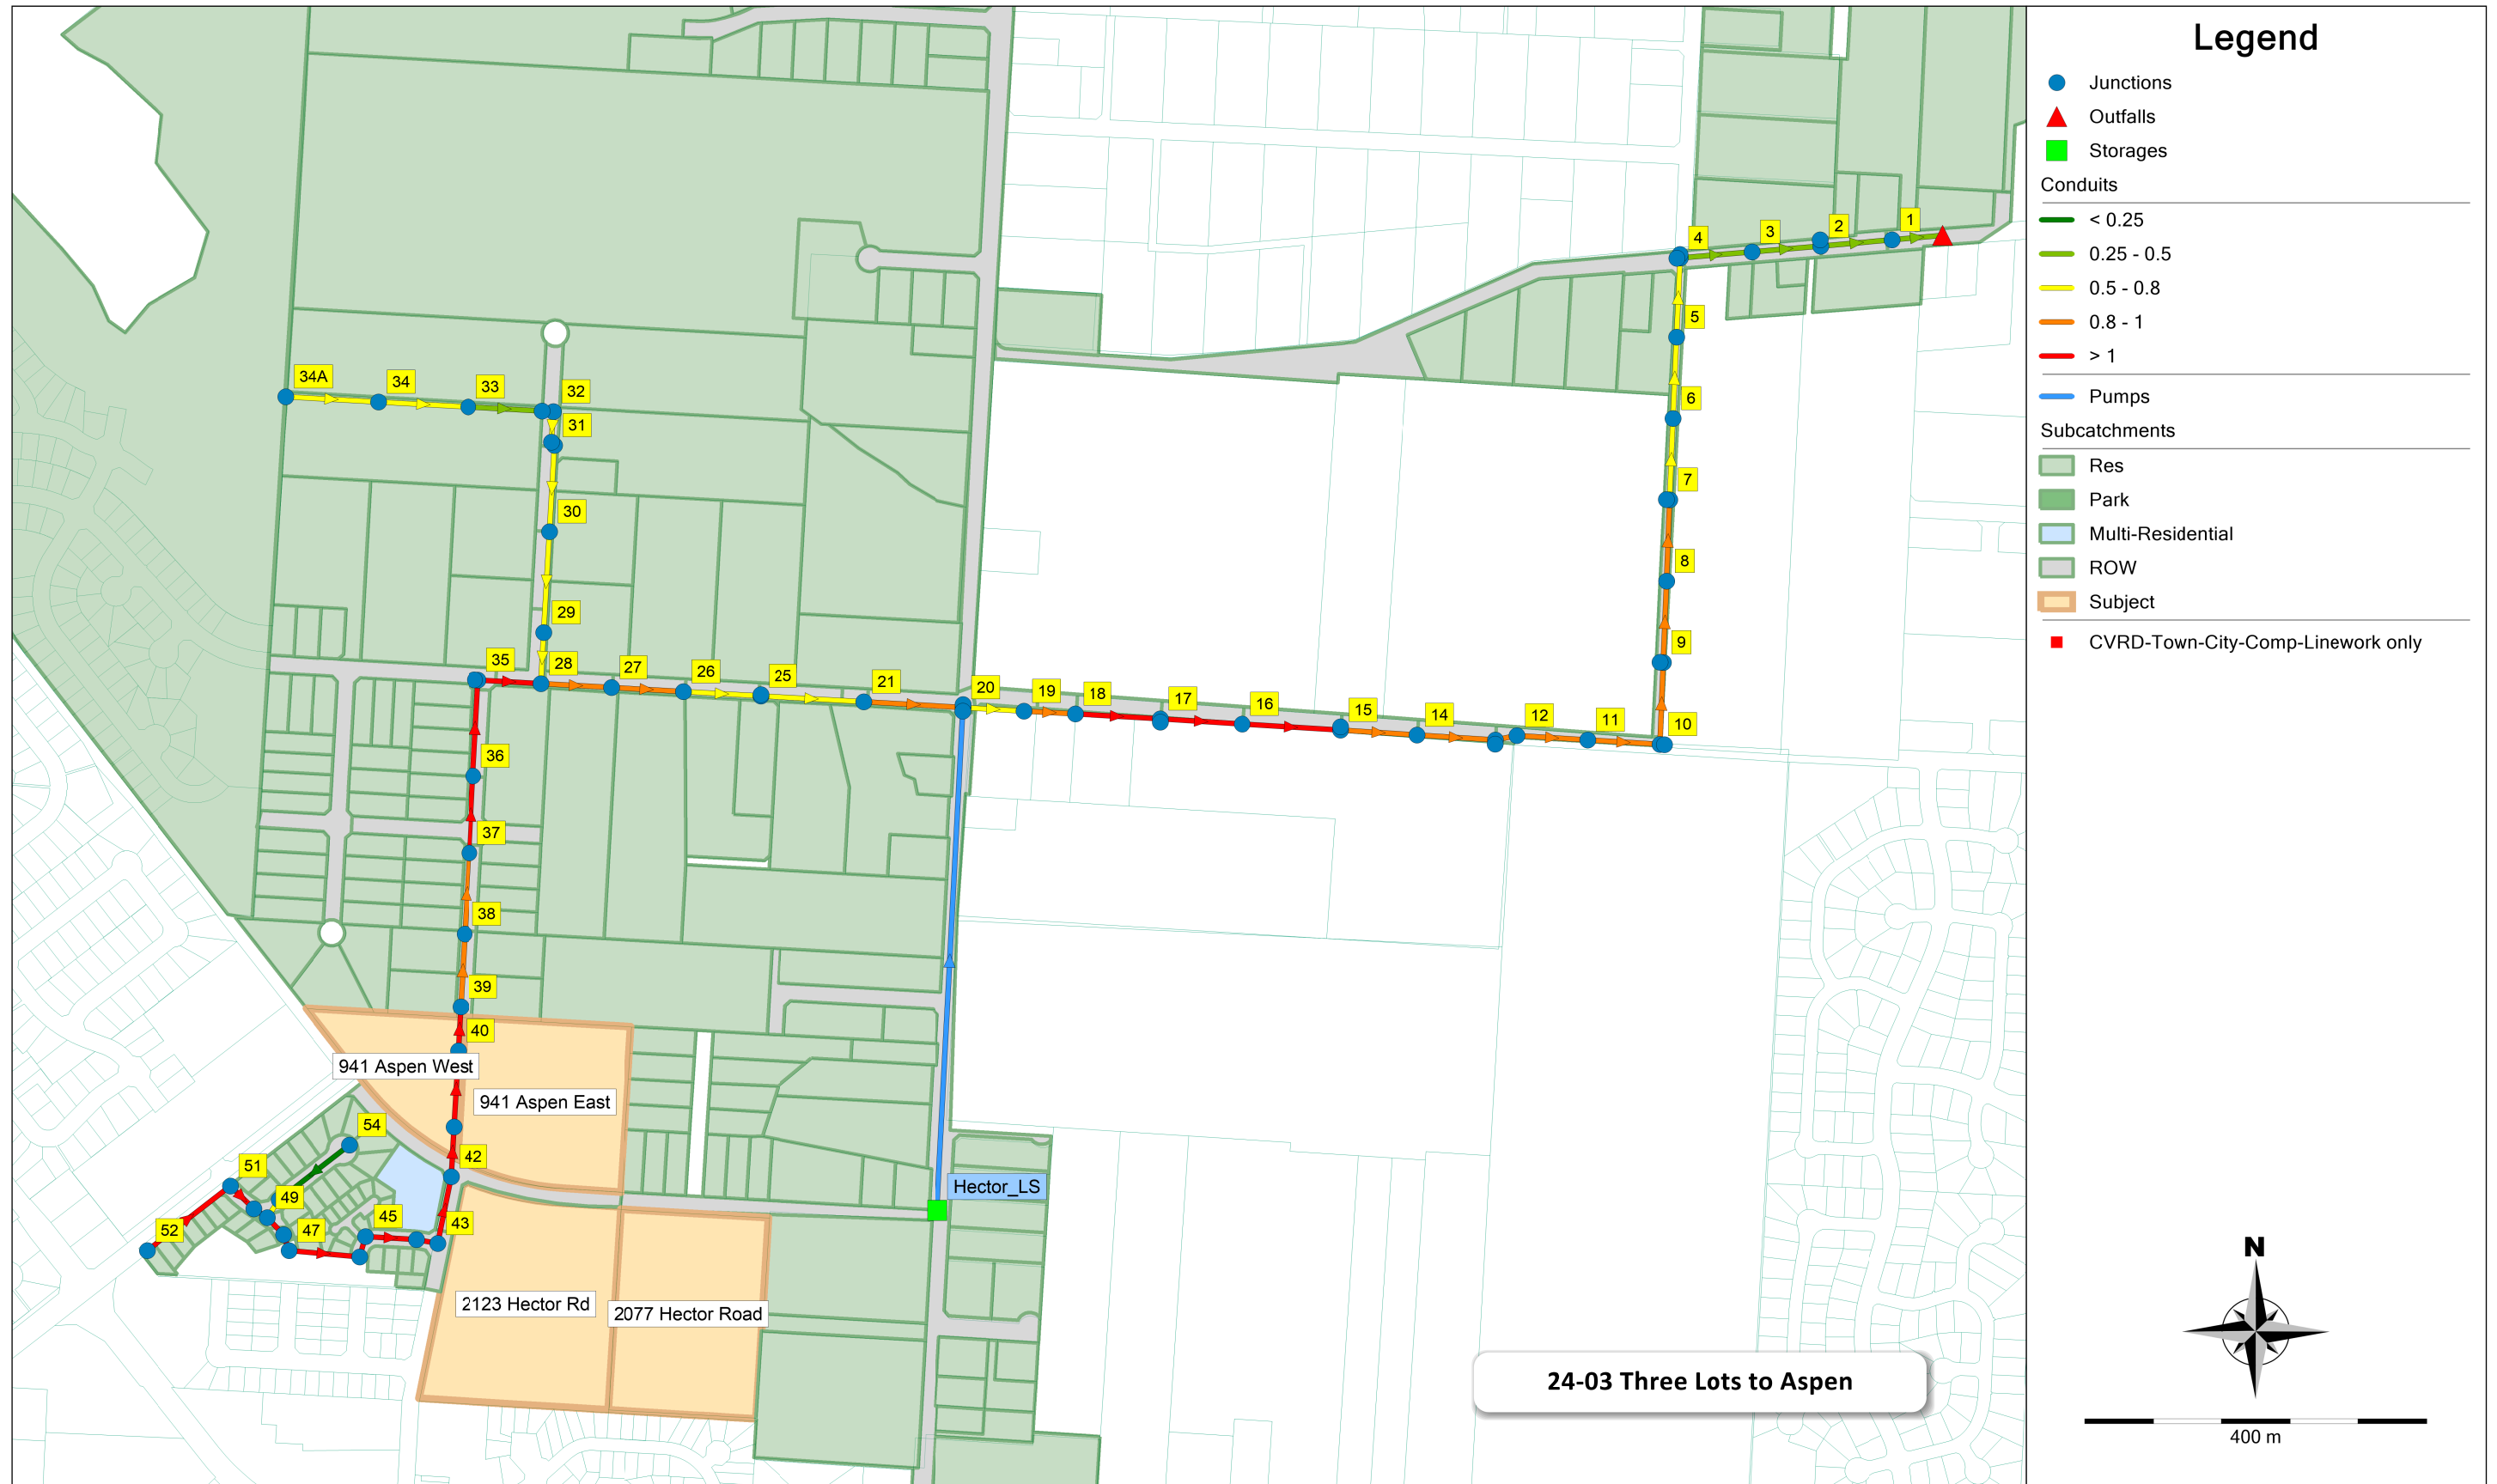 34A
34
33
32
31
30
29
28
27
26
25
21
20
19
18
17
16
15
14
12
11
10
9
8
7
6
5
4
3
2
1
35
36
37
38
39
40
941 Aspen West
941 Aspen East
54
51
49
52
47
45
42
43
Hector_LS
2123 Hector Rd
2077 Hector Road
24-03 Three Lots to Aspen
Legend
Junctions
Outfalls
Storages
Conduits
< 0.25
0.25 - 0.5
0.5 - 0.8
0.8 - 1
> 1
Pumps
Subcatchments
Res
Park
Multi-Residential
ROW
Subject
CVRD-Town-City-Comp-Linework only
N
400 m